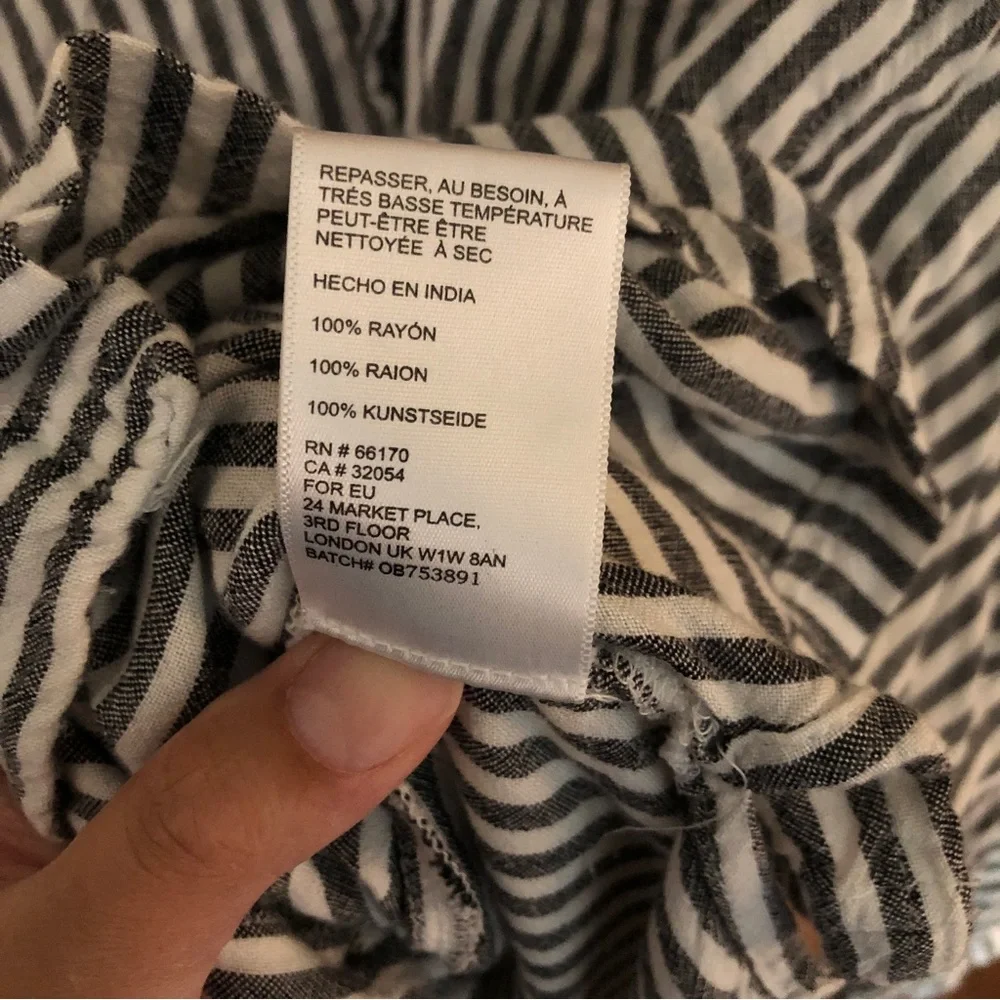 REPASSER, AU BESOIN, À
TRÉS BASSE TEMPÉRATURE
PEUT-ÊTRE ÊTRE
NETTOYÉE À SEC
HECHO EN INDIA
100% RAYÓN
100% RAION
100% KUNSTSEIDE
RN # 66170
CA # 32054
FOR EU
24 MARKET PLACE,
3RD FLOOR
LONDON UK W1W 8AN
BATCH# OB753891